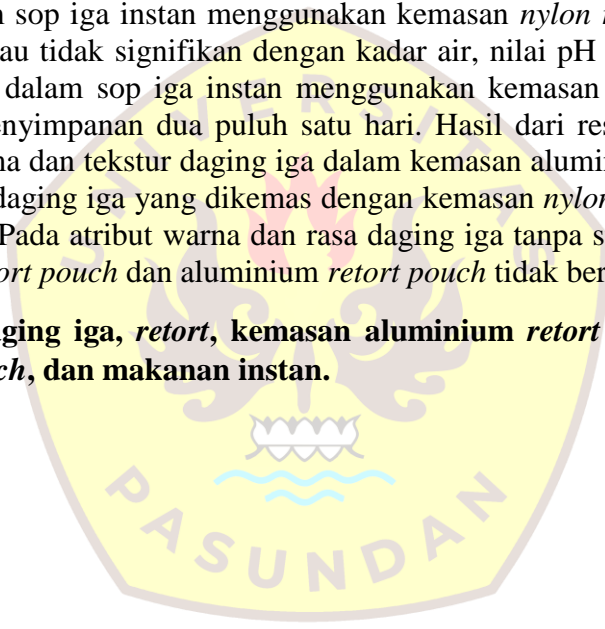 sop iga instan menggunakan kemasan nylon
au tidak signifikan dengan kadar air, nilai pH
dalam sop iga instan menggunakan kemasan
enyimpanan dua puluh satu hari. Hasil dari res
na dan tekstur daging iga dalam kemasan alumin
daging iga yang dikemas dengan kemasan nylon
Pada atribut warna dan rasa daging iga tanpa s
ort pouch dan aluminium retort pouch tidak ber
ging iga, retort, kemasan aluminium retort
ch, dan makanan instan.
UNIVERSITAS
PASUNDAN